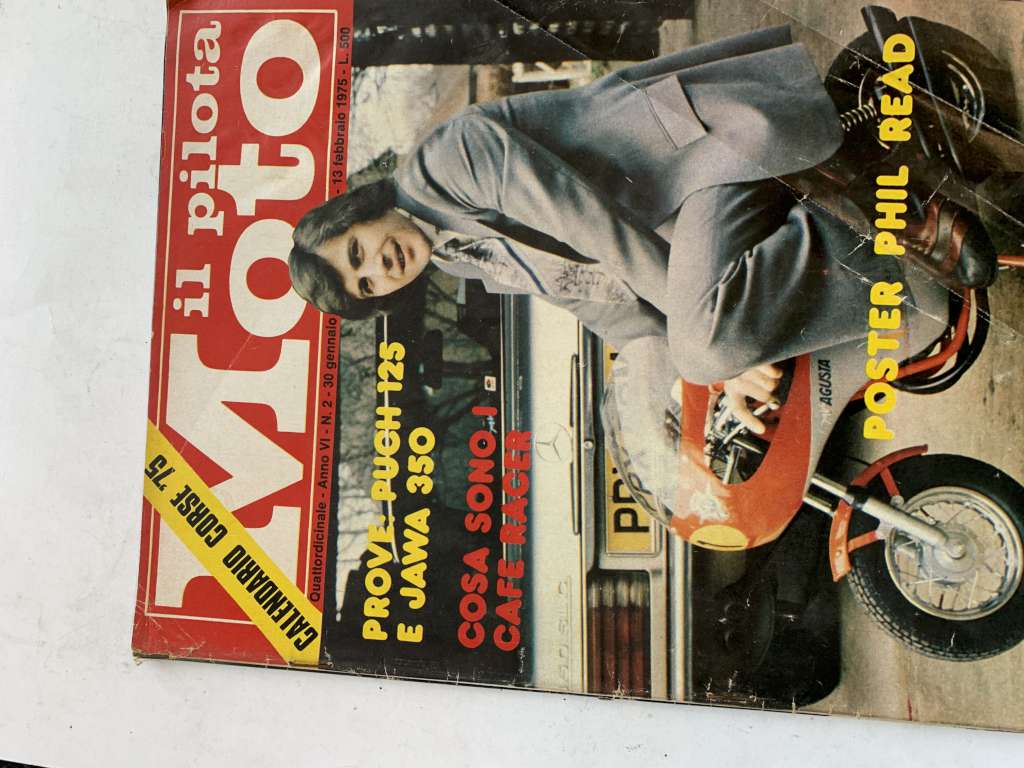 il pilota
Moto
CALENDARIO CORSE '75
Quattordicinale - Anno VI - N. 2 - 30 gennaio - 13 febbraio 1975 - L. 500
PROVE: PUCH 125
E JAWA 350
COSA SONO I
CAFE RACER
AGUSTA
POSTER PHIL READ